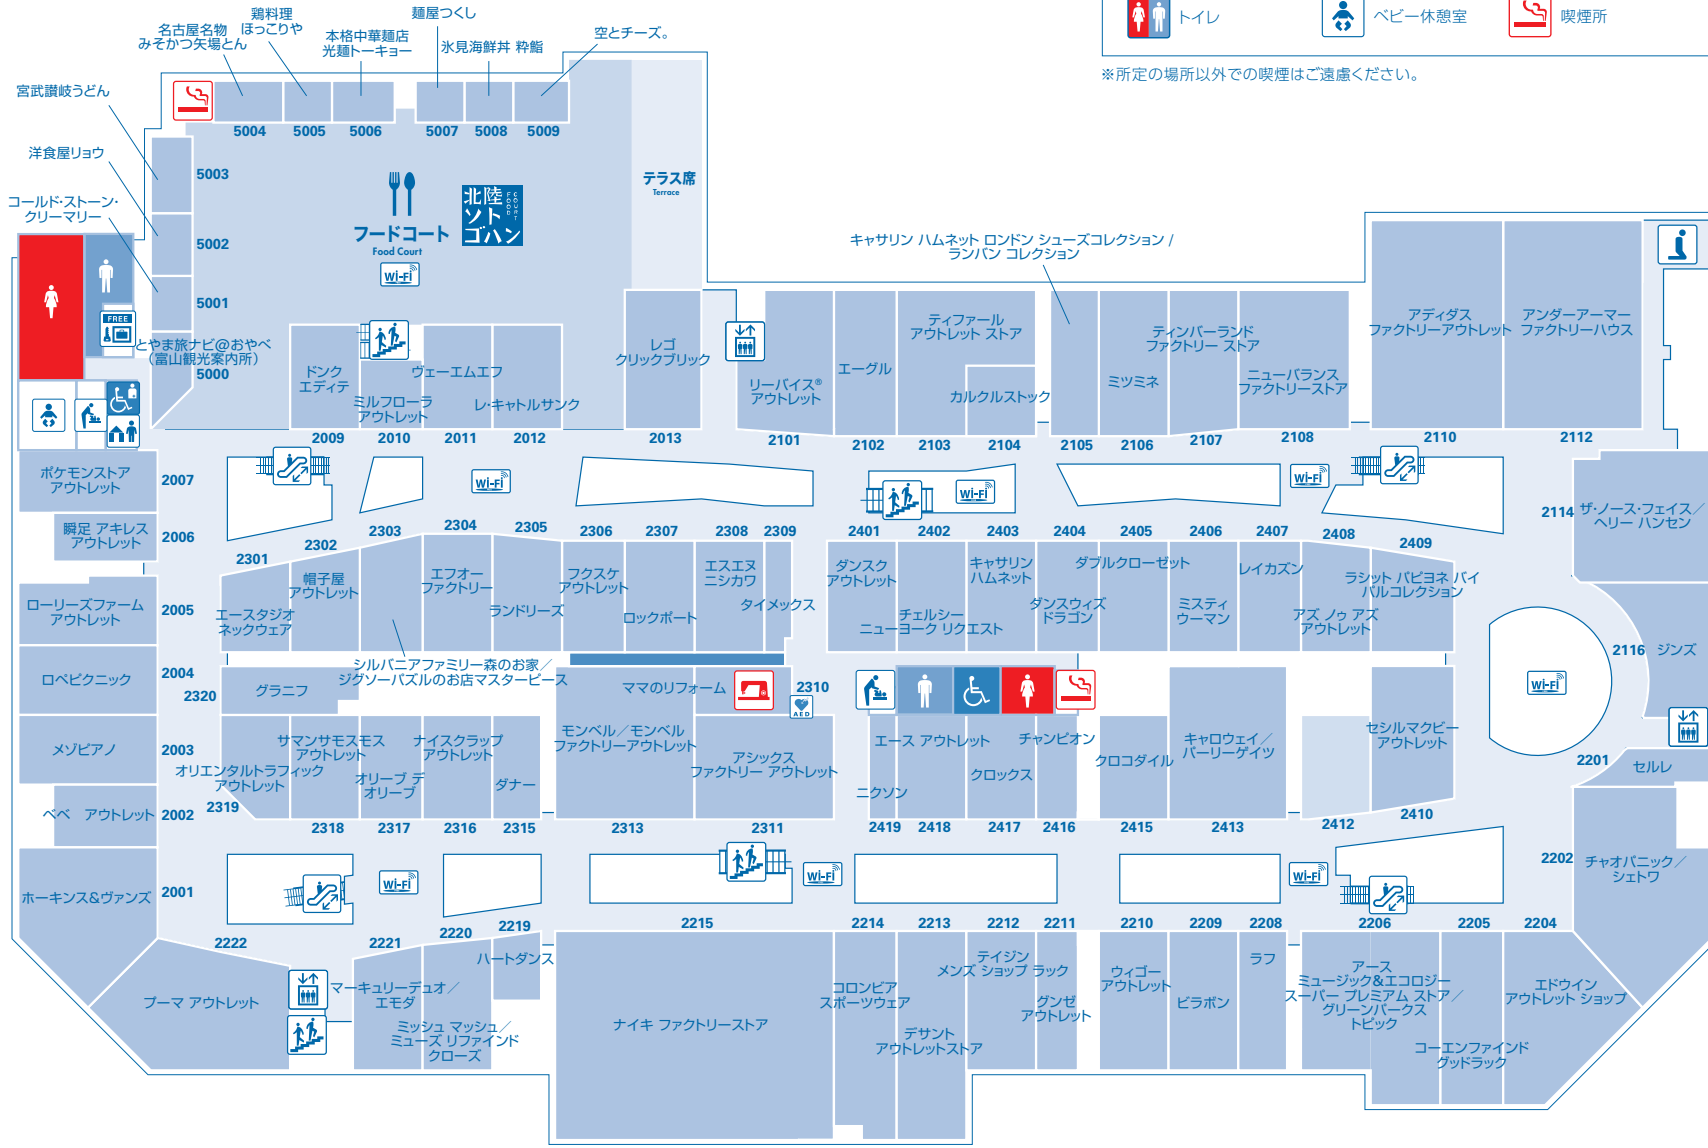 トイレ
ベビー休憩室
喫煙所
※所定の場所以外での喫煙はご遠慮ください。
名古屋名物
みそかつ矢場とん
鶏料理
ほっこりや
本格中華麺店
光麺トーキョー
麺屋つくし
氷見海鮮丼 粋鮨
空とチーズ。
宮武讃岐うどん
洋食屋リョウ
コールド・ストーン・
クリーマリー
5004
5005
5006
5007
5008
5009
5003
5002
5001
5000
フードコート
Food Court
北陸
ソト
ゴハン
FOOD
COURT
Wi-Fi
テラス席
Terrace
FREE
とやま旅ナビ@おやべ
（富山観光案内所）
ドンク
エディテ
ミルフローラ
アウトレット
ヴェーエムエフ
レ・キャトルサンク
レゴ
クリックブリック
キャサリン ハムネット ロンドン シューズコレクション /
ランバン コレクション
リーバイス®
アウトレット
エーグル
ティファール
アウトレット ストア
カルクルストック
ミツミネ
ティンバーランド
ファクトリー ストア
ニューバランス
ファクトリーストア
アディダス
ファクトリーアウトレット
アンダーアーマー
ファクトリーハウス
2009
2010
2011
2012
2013
2101
2102
2103
2104
2105
2106
2107
2108
2110
2112
ポケモンストア
アウトレット
2007
瞬足 アキレス
アウトレット
2006
Wi-Fi
Wi-Fi
Wi-Fi
2114
ザ・ノース・フェイス／
ヘリー ハンセン
2301
2302
2303
2304
2305
2306
2307
2308
2309
2401
2402
2403
2404
2405
2406
2407
2408
2409
ローリーズファーム
アウトレット
2005
エースタジオ
ネックウェア
帽子屋
アウトレット
エフオー
ファクトリー
ランドリーズ
フクスケ
アウトレット
ロックポート
エスエヌ
ニシカワ
タイメックス
ダンスク
アウトレット
チェルシー
ニューヨーク リクエスト
キャサリン
ハムネット
ダンスウィズ
ドラゴン
ダブルクローゼット
ミスティ
ウーマン
レイカズン
アズ ノゥ アズ
アウトレット
ラシット パピヨネ バイ
バルコレクション
シルバニアファミリー森のお家／
ジグソーパズルのお店マスターピース
ロペピクニック
2004
2320
グラニフ
ママのリフォーム
2310
AED
2116
ジンズ
Wi-Fi
メゾピアノ
2003
オリエンタルトラフィック
アウトレット
2319
サマンサモスモス
アウトレット
オリーブ デ
オリーブ
ナイスクラップ
アウトレット
ダナー
モンベル／モンベル
ファクトリーアウトレット
アシックス
ファクトリー アウトレット
エース アウトレット
ニクソン
クロックス
チャンピオン
クロコダイル
キャロウェイ／
パーリーゲイツ
セシルマクビー
アウトレット
2201
セルレ
べべ アウトレット
2002
2318
2317
2316
2315
2313
2311
2419
2418
2417
2416
2415
2413
2412
2410
ホーキンス&ヴァンズ
2001
Wi-Fi
Wi-Fi
Wi-Fi
2202
チャオパニック／
シェトワ
2222
2221
2220
2219
2215
2214
2213
2212
2211
2210
2209
2208
2206
2205
2204
プーマ アウトレット
マーキュリーデュオ／
エモダ
ミッシュ マッシュ／
ミューズ リファインド
クローズ
ハートダンス
ナイキ ファクトリーストア
コロンビア
スポーツウェア
デサント
アウトレットストア
テイジン
メンズ ショップ ラック
グンゼ
アウトレット
ウィゴー
アウトレット
ビラボン
ラフ
アース
ミュージック&エコロジー
スーパー プレミアム ストア／
グリーンパークス
トピック
コーエンファインド
グッドラック
エドウイン
アウトレット ショップ